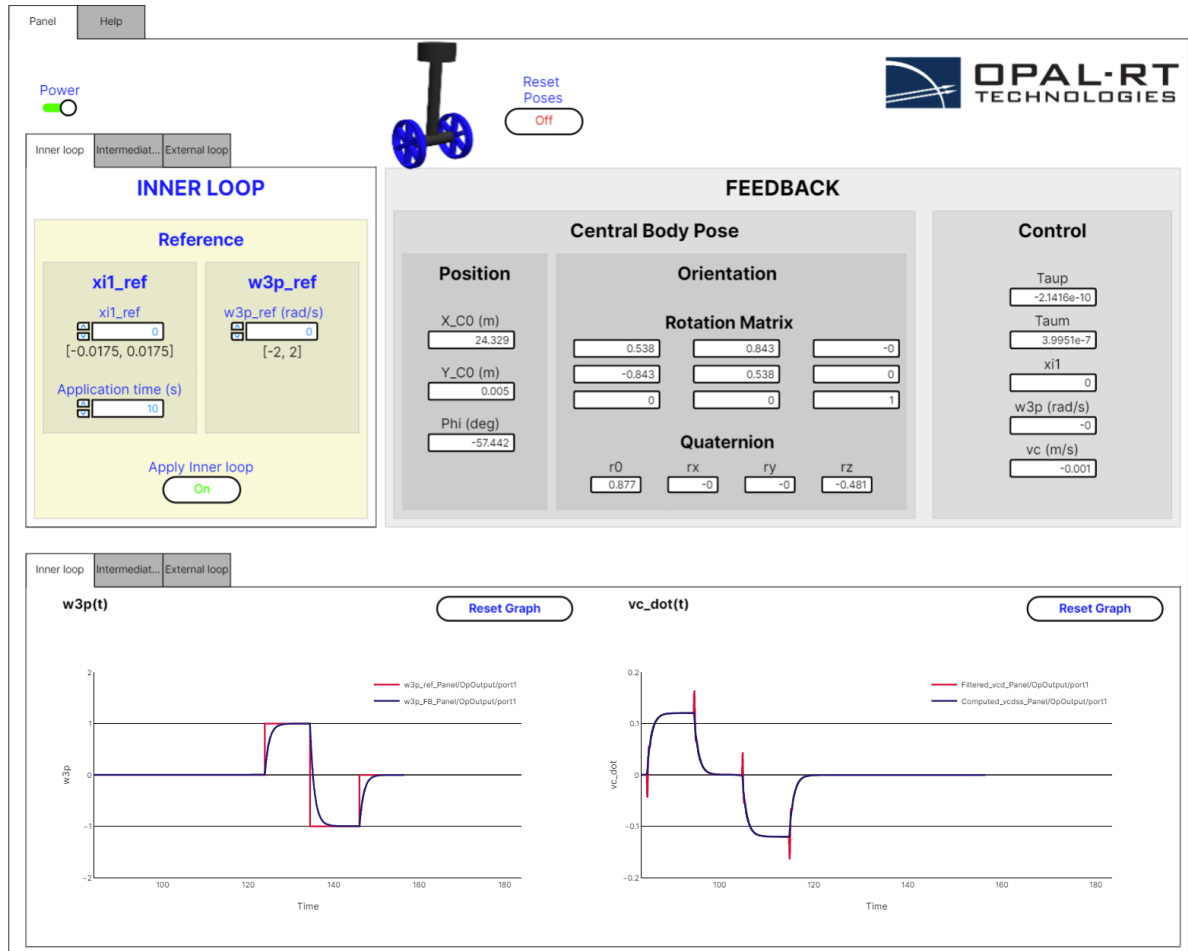 Panel
Help
Power
Reset
Poses
Off
OPAL-RT
TECHNOLOGIES
Inner loop
Intermediat...
External loop
INNER LOOP
Reference
xi1_ref
xi1_ref
0
[-0.0175, 0.0175]
Application time (s)
10
w3p_ref
w3p_ref (rad/s)
0
[-2, 2]
Apply Inner loop
On
FEEDBACK
Central Body Pose
Position
X_C0 (m)
24.329
Y_C0 (m)
0.005
Phi (deg)
-57.442
Orientation
Rotation Matrix
0.538 0.843 -0
-0.843 0.538 0
0 0 1
Quaternion
r0 rx ry rz
0.877 -0 -0 -0.481
Control
Taup
-2.1416e-10
Taum
3.9951e-7
xi1
0
w3p (rad/s)
-0
vc (m/s)
-0.001
Inner loop
Intermediat...
External loop
w3p(t)
Reset Graph
w3p_ref_Panel/OpOutput/port1
w3p_FB_Panel/OpOutput/port1
2
1
0
−1
−2
w3p
100 120 140 160 180
Time
vc_dot(t)
Reset Graph
Filtered_vcd_Panel/OpOutput/port1
Computed_vcdss_Panel/OpOutput/port1
0.2
0.1
0
−0.1
−0.2
vc_dot
100 120 140 160 180
Time